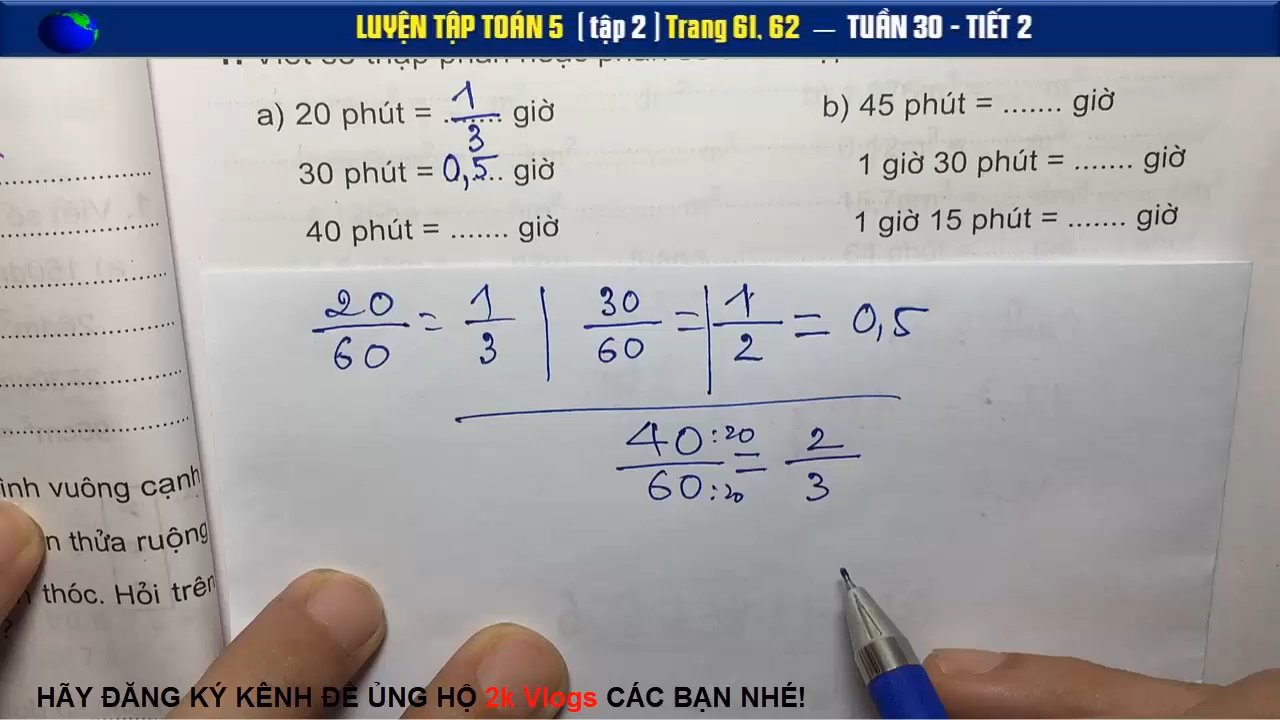 LUYỆN TẬP TOÁN 5 ( tập 2 ) Trang 61, 62 — TUẦN 30 - TIẾT 2
a) 20 phút = 1/3 giờ
30 phút = 0,5 giờ
40 phút = ....... giờ
b) 45 phút = ....... giờ
1 giờ 30 phút = ....... giờ
1 giờ 15 phút = ....... giờ
20/60 = 1/3 | 30/60 = | 1/2 = 0,5
40:20/60:20 = 2/3
vuông cạnh
thửa ruộng
thóc. Hỏi trên
?
HÃY ĐĂNG KÝ KÊNH ĐỂ ỦNG HỘ 2k Vlogs CÁC BẠN NHÉ!